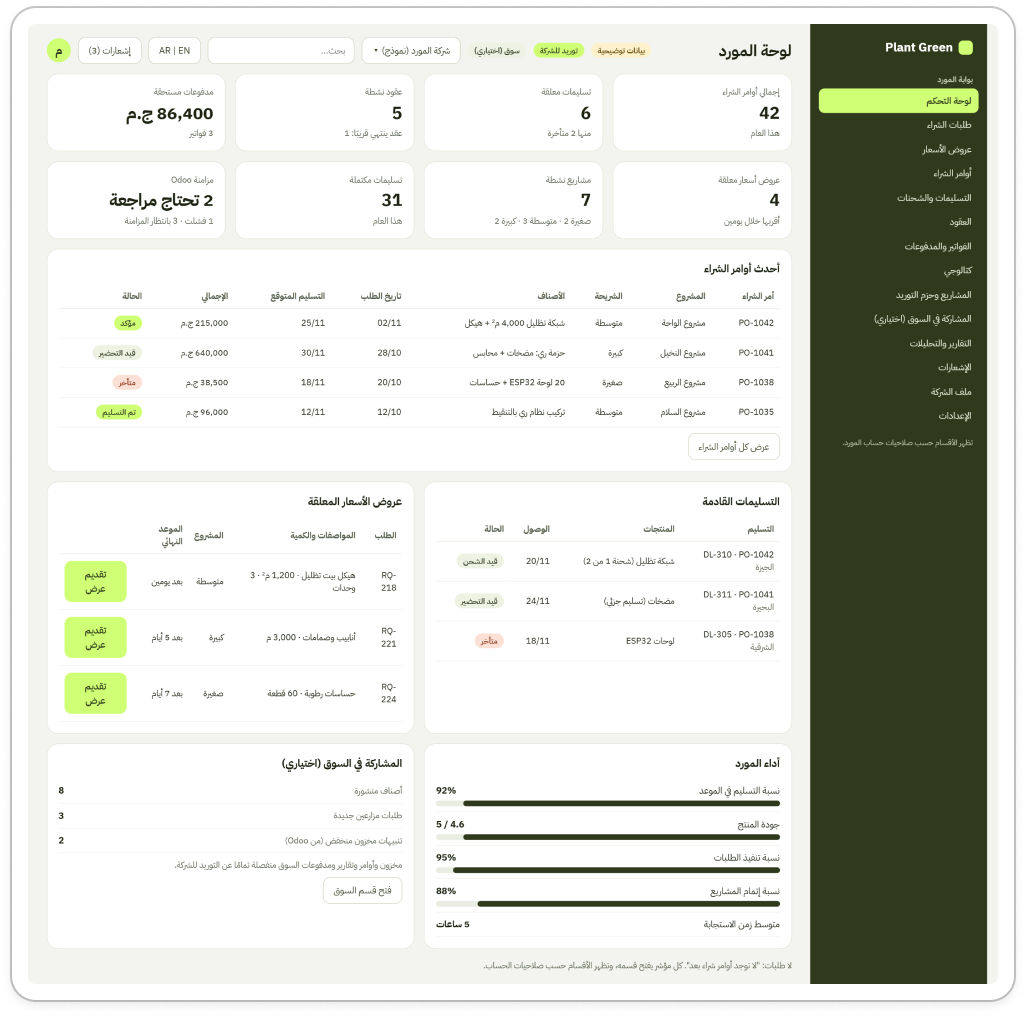 Plant Green
بوابة المورد
لوحة التحكم
طلبات الشراء
عروض الأسعار
أوامر الشراء
التسليمات والشحنات
العقود
الفواتير والمدفوعات
كتالوجي
المشاريع وحزم التوريد
المشاركة في السوق (اختياري)
التقارير والتحليلات
الإشعارات
ملف الشركة
الإعدادات
تظهر الأقسام حسب صلاحيات حساب المورد.
لوحة المورد
بيانات توضيحية
توريد للشركة
سوق (اختياري)
شركة المورد (نموذج) ▾
بحث...
AR | EN
إشعارات (3)
م
إجمالي أوامر الشراء
42
هذا العام
تسليمات معلقة
6
منها 2 متأخرة
عقود نشطة
5
عقد ينتهي قريبًا: 1
مدفوعات مستحقة
86,400 ج.م
3 فواتير
عروض أسعار معلقة
4
أقربها خلال يومين
مشاريع نشطة
7
صغيرة 2 · متوسطة 3 · كبيرة 2
تسليمات مكتملة
31
هذا العام
مزامنة Odoo
2 تحتاج مراجعة
1 فشلت · 3 بانتظار المزامنة
أحدث أوامر الشراء
أمر الشراء المشروع الشريحة الأصناف تاريخ الطلب التسليم المتوقع الإجمالي الحالة
PO-1042 مشروع الواحة متوسطة شبكة تظليل 4,000 م² + هيكل 02/11 25/11 215,000 ج.م مؤكد
PO-1041 مشروع النخيل كبيرة حزمة ري: مضخات + محابس 28/10 30/11 640,000 ج.م قيد التحضير
PO-1038 مشروع الربيع صغيرة 20 لوحة ESP32 + حساسات 20/10 18/11 38,500 ج.م متأخر
PO-1035 مشروع السلام متوسطة تركيب نظام ري بالتنقيط 12/10 12/11 96,000 ج.م تم التسليم
عرض كل أوامر الشراء
التسليمات القادمة
التسليم المنتجات الوصول الحالة
DL-310 · PO-1042 شبكة تظليل (شحنة 1 من 2) 20/11 قيد الشحن
الجيزة
DL-311 · PO-1041 مضخات (تسليم جزئي) 24/11 قيد التحضير
البحيرة
DL-305 · PO-1038 لوحات ESP32 18/11 متأخر
الشرقية
عروض الأسعار المعلقة
الطلب المواصفات والكمية المشروع الموعد النهائي
RQ-218 هيكل بيت تظليل · 1,200 م² · 3 وحدات متوسطة بعد يومين تقديم عرض
RQ-221 أنابيب وصمامات · 3,000 م كبيرة بعد 5 أيام تقديم عرض
RQ-224 حساسات رطوبة · 60 قطعة صغيرة بعد 7 أيام تقديم عرض
أداء المورد
نسبة التسليم في الموعد 92%
جودة المنتج 4.6 / 5
نسبة تنفيذ الطلبات 95%
نسبة إتمام المشاريع 88%
متوسط زمن الاستجابة 5 ساعات
المشاركة في السوق (اختياري)
أصناف منشورة 8
طلبات مزارعين جديدة 3
تنبيهات مخزون منخفض (من Odoo) 2
مخزون وأوامر وتقارير ومدفوعات السوق منفصلة تمامًا عن التوريد للشركة.
فتح قسم السوق
لا طلبات: "لا توجد أوامر شراء بعد". كل مؤشر يفتح قسمه، وتظهر الأقسام حسب صلاحيات الحساب.